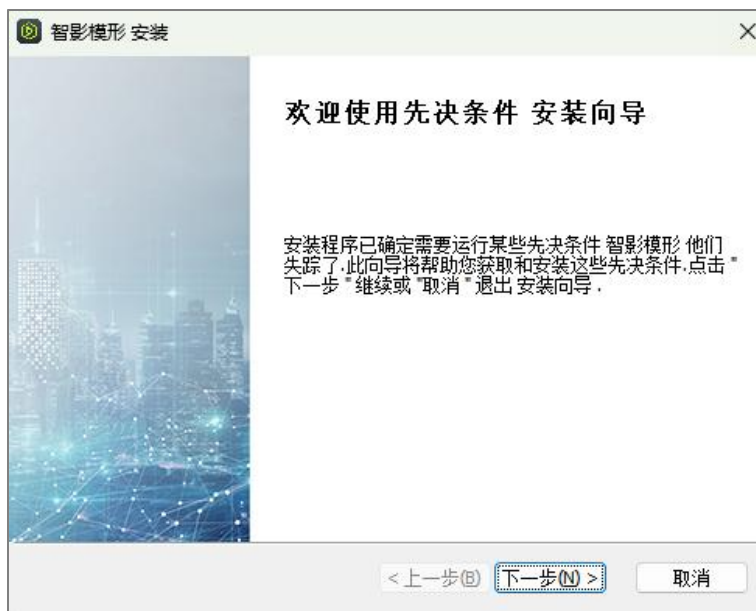 智影模形 安装
欢迎使用先决条件 安装向导
安装程序已确定需要运行某些先决条件 智影模形 他们
失踪了.此向导将帮助您获取和安装这些先决条件.点击 "
下一步 " 继续或 "取消 " 退出 安装向导 .
< 上一步(B)
下一步(N) >
取消